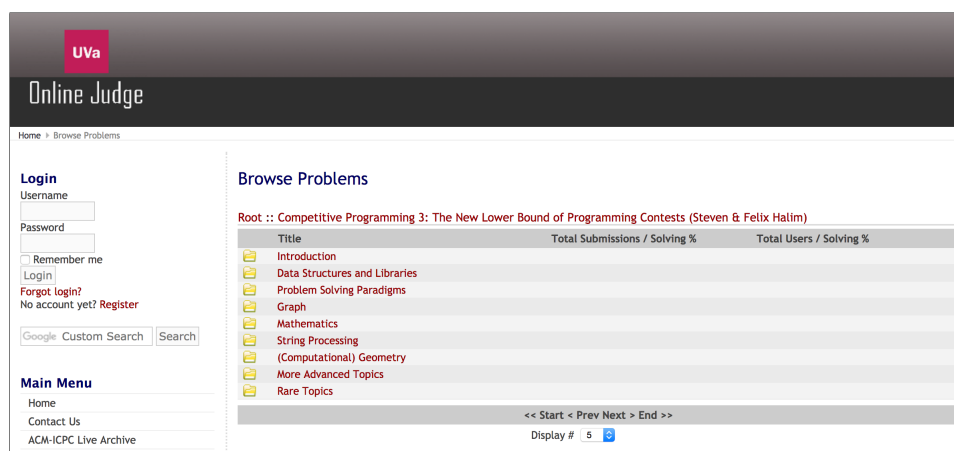 UVa
Online Judge
Home Browse Problems
Login
Username
Password
Remember me
Login
Forgot login?
No account yet? Register
Google Custom Search Search
Main Menu
Home
Contact Us
ACM-ICPC Live Archive
Browse Problems
Root :: Competitive Programming 3: The New Lower Bound of Programming Contests (Steven & Felix Halim)
Title Total Submissions / Solving % Total Users / Solving %
Introduction
Data Structures and Libraries
Problem Solving Paradigms
Graph
Mathematics
String Processing
(Computational) Geometry
More Advanced Topics
Rare Topics
<< Start < Prev Next > End >>
Display # 5